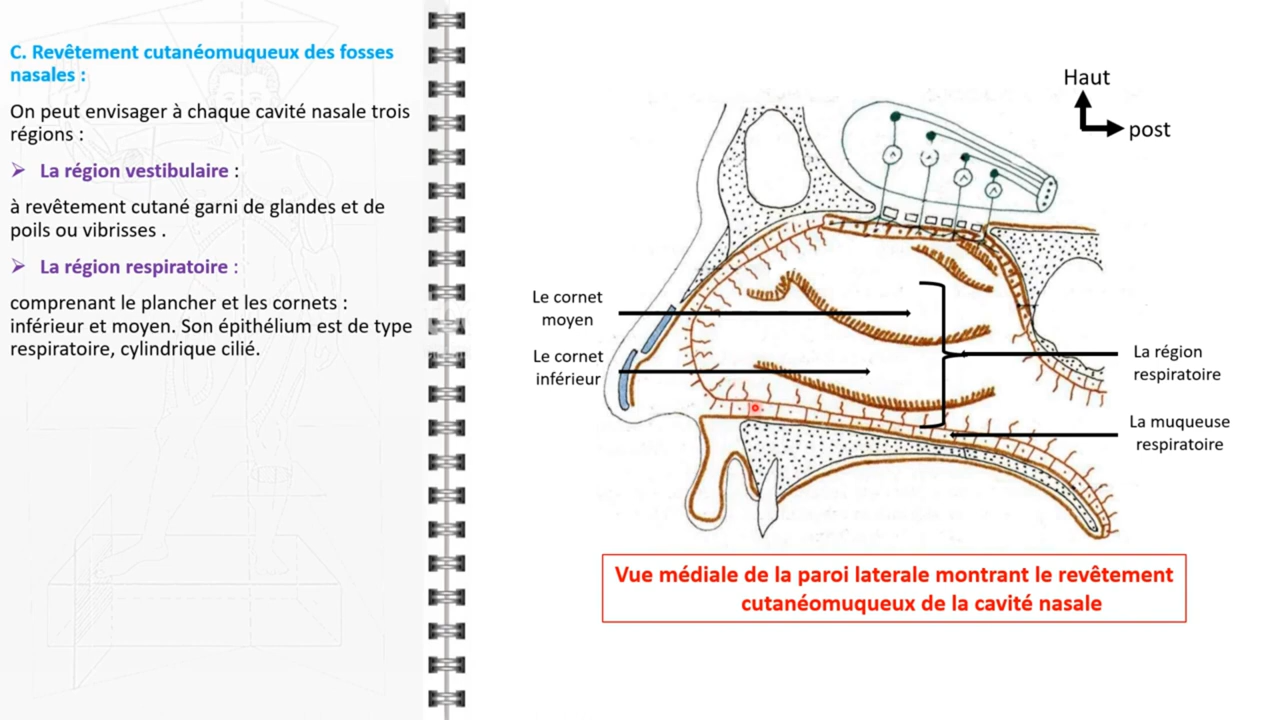 C. Revêtement cutanéomuqueux des fosses
nasales :
On peut envisager à chaque cavité nasale trois
régions :
➢ La région vestibulaire :
à revêtement cutané garni de glandes et de
poils ou vibrisses .
➢ La région respiratoire :
comprenant le plancher et les cornets :
inférieur et moyen. Son épithélium est de type
respiratoire, cylindrique cilié.
Haut
post
Le cornet
moyen
Le cornet
inférieur
La région
respiratoire
La muqueuse
respiratoire
Vue médiale de la paroi laterale montrant le revêtement
cutanéomuqueux de la cavité nasale